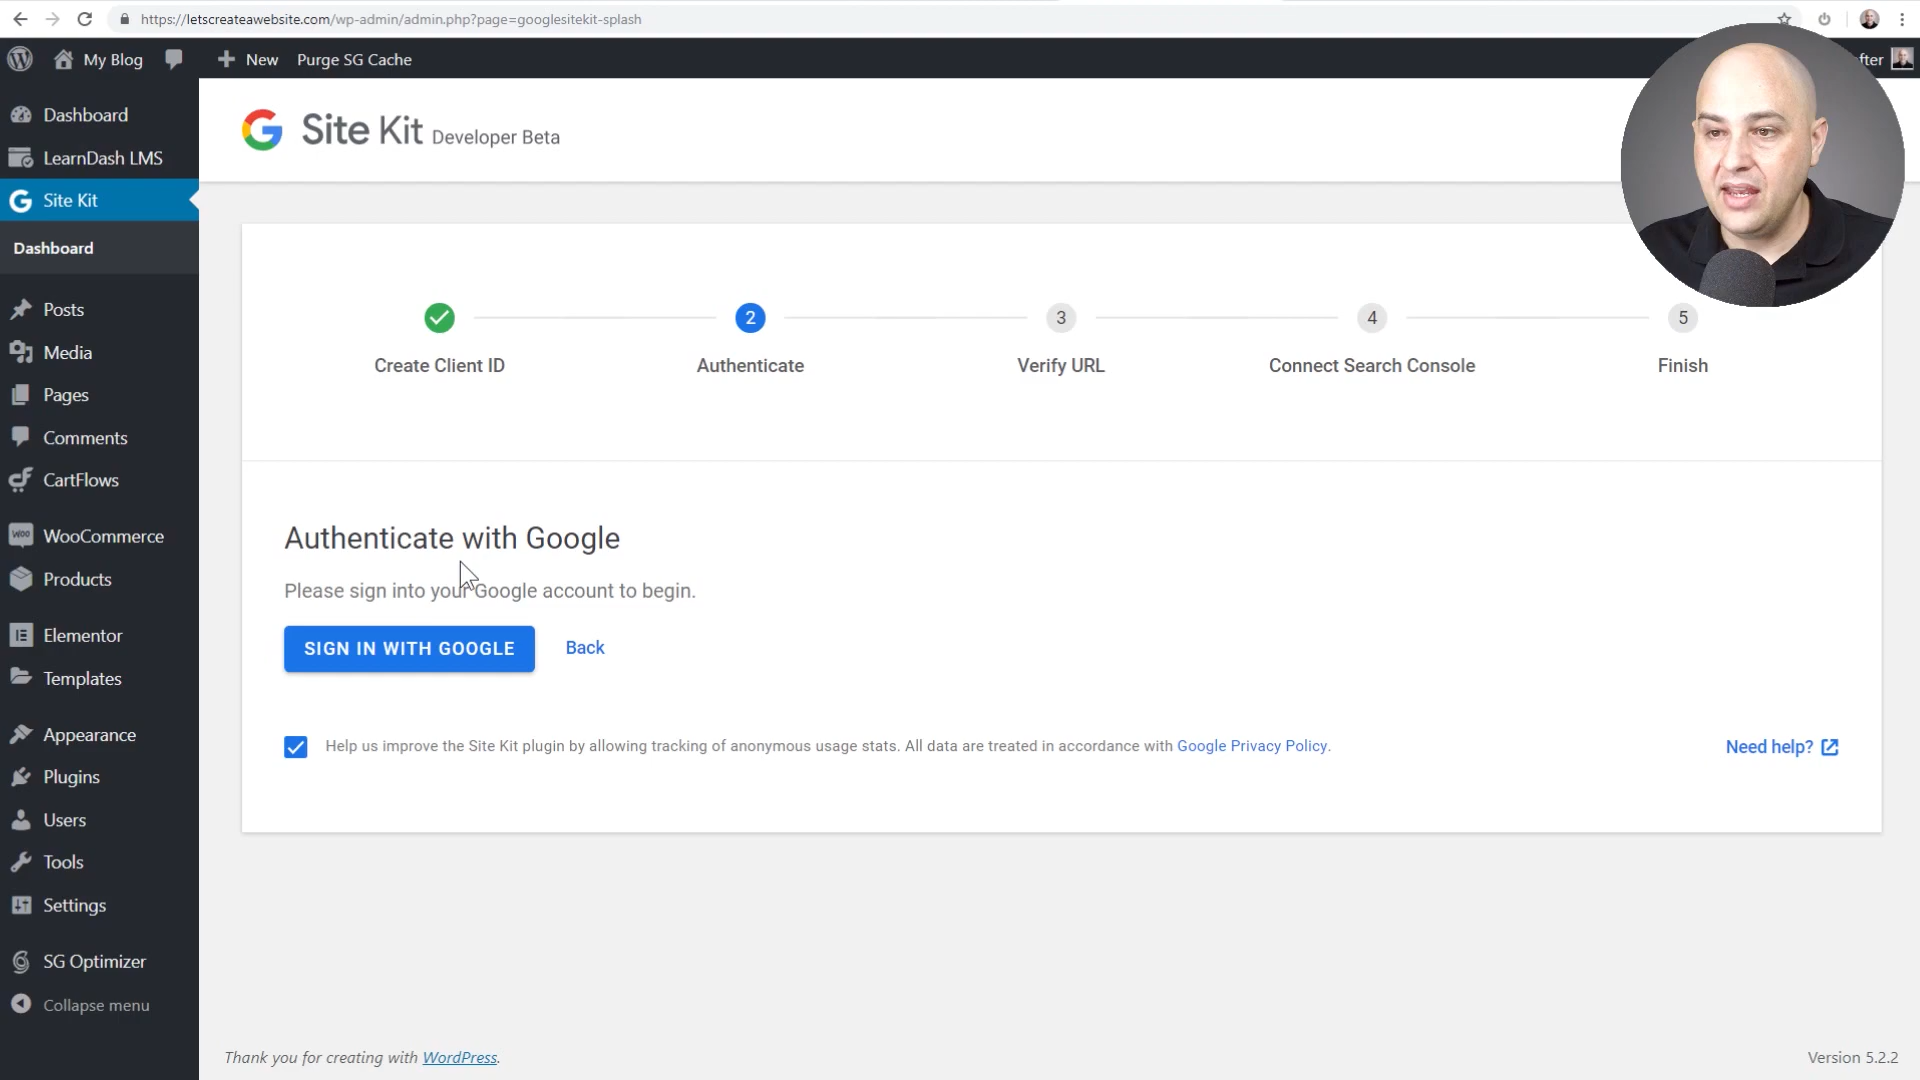 https://letscreateawebsite.com/wp-admin/admin.php?page=googlesitekit-splash
My Blog
New
Purge SG Cache
fter
Dashboard
LearnDash LMS
Site Kit
Dashboard
Posts
Media
Pages
Comments
CartFlows
WooCommerce
Products
Elementor
Templates
Appearance
Plugins
Users
Tools
Settings
SG Optimizer
Collapse menu
Site Kit Developer Beta
2
3
4
5
Create Client ID
Authenticate
Verify URL
Connect Search Console
Finish
Authenticate with Google
Please sign into your Google account to begin.
SIGN IN WITH GOOGLE
Back
Help us improve the Site Kit plugin by allowing tracking of anonymous usage stats. All data are treated in accordance with Google Privacy Policy.
Need help?
Thank you for creating with WordPress.
Version 5.2.2